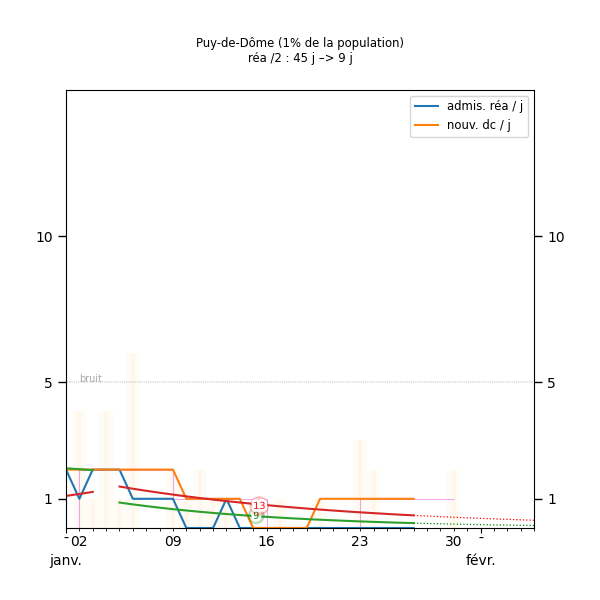 Puy-de-Dôme (1% de la population)
réa /2 : 45 j –> 9 j
admis. réa / j
nouv. dc / j
10
10
bruit
5
5
13
9
1
1
02
09
16
23
30
janv.
févr.